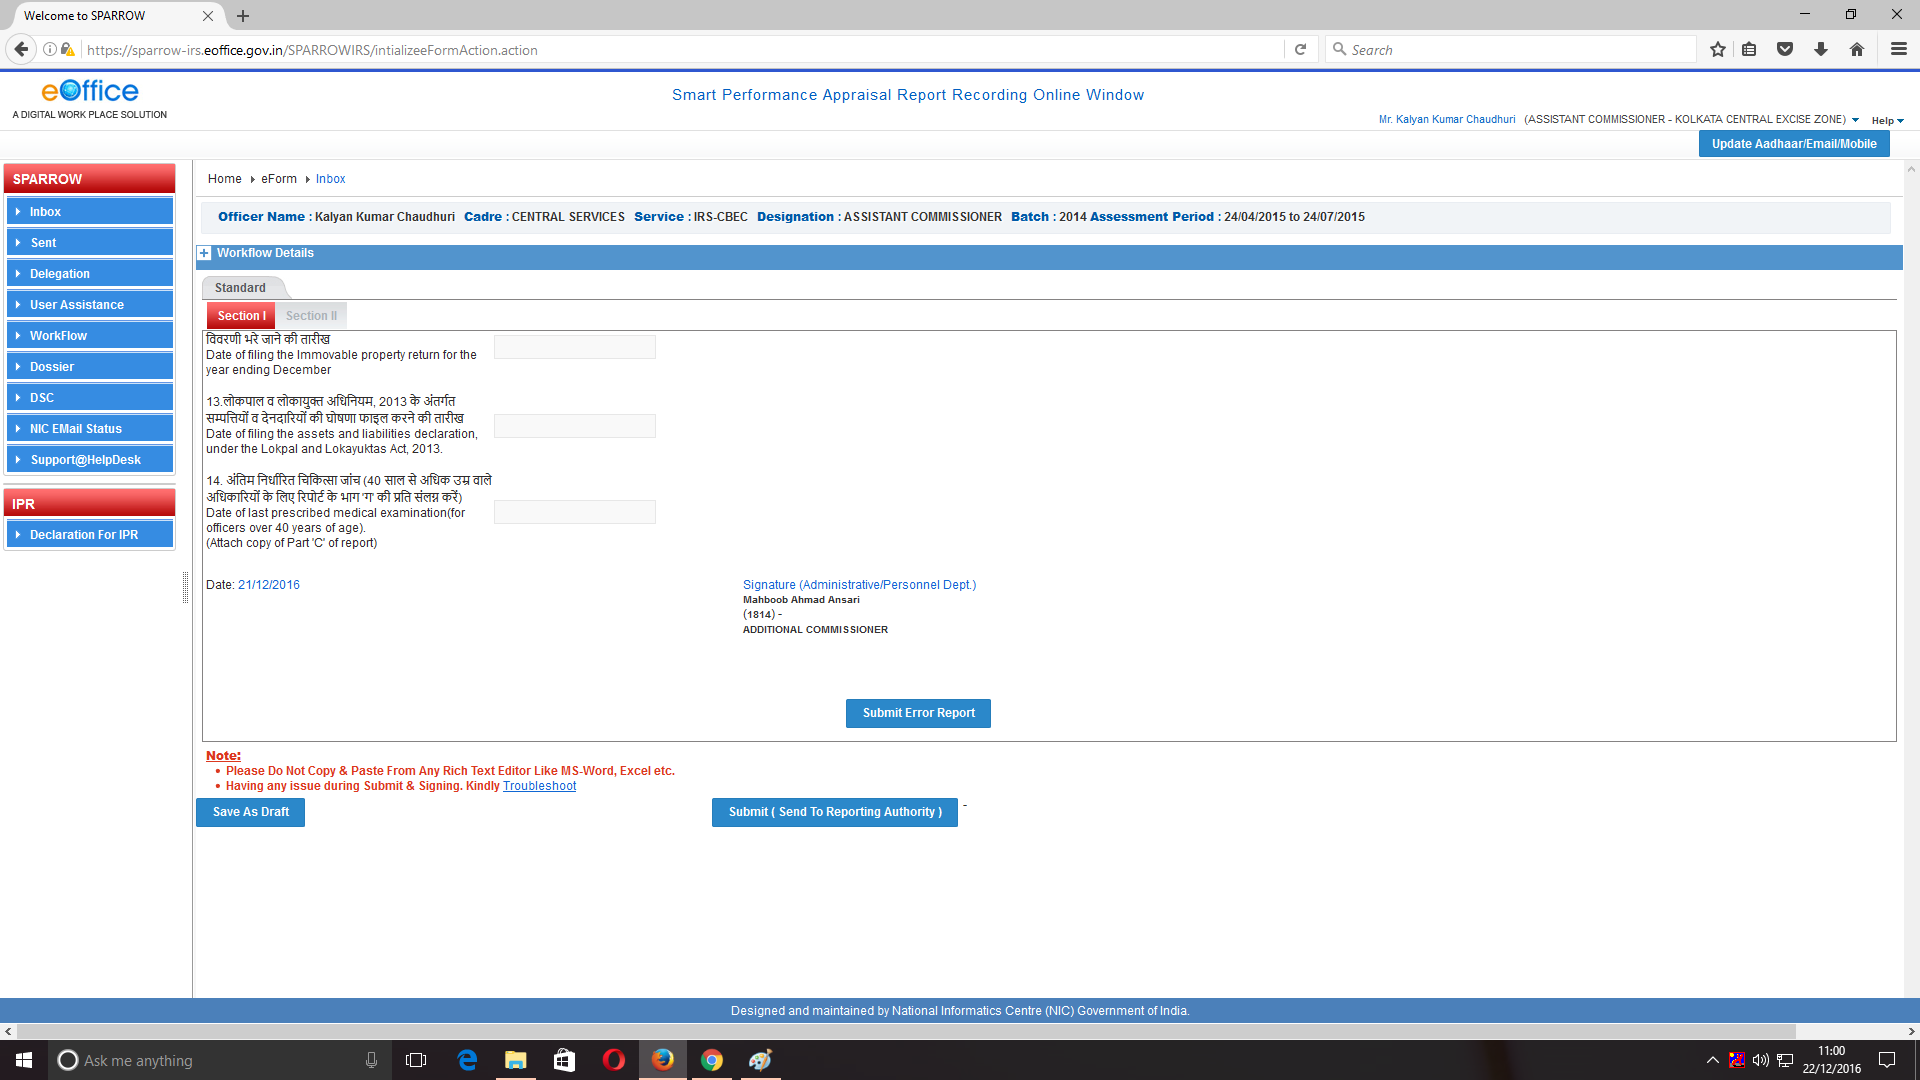 Welcome to SPARROW
https://sparrow-irs.eoffice.gov.in/SPARROWIRS/intializeeFormAction.action
Search
eOffice
A DIGITAL WORK PLACE SOLUTION
Smart Performance Appraisal Report Recording Online Window
Mr. Kalyan Kumar Chaudhuri (ASSISTANT COMMISSIONER - KOLKATA CENTRAL EXCISE ZONE) Help
Update Aadhaar/Email/Mobile
SPARROW
Inbox
Sent
Delegation
User Assistance
WorkFlow
Dossier
DSC
NIC EMail Status
Support@HelpDesk
IPR
Declaration For IPR
Home eForm Inbox
Officer Name : Kalyan Kumar Chaudhuri Cadre : CENTRAL SERVICES Service : IRS-CBEC Designation : ASSISTANT COMMISSIONER Batch : 2014 Assessment Period : 24/04/2015 to 24/07/2015
Workflow Details
Standard
Section I Section II
विवरणी भरे जाने की तारीख
Date of filing the Immovable property return for the
year ending December
13.लोकपाल व लोकायुक्त अधिनियम, 2013 के अंतर्गत
सम्पत्तियों व देनदारियों की घोषणा फाइल करने की तारीख
Date of filing the assets and liabilities declaration,
under the Lokpal and Lokayuktas Act, 2013.
14. अंतिम निर्धारित चिकित्सा जांच (40 साल से अधिक उम्र वाले
अधिकारियों के लिए रिपोर्ट के भाग 'ग' की प्रति संलग्न करें)
Date of last prescribed medical examination(for
officers over 40 years of age).
(Attach copy of Part 'C' of report)
Date: 21/12/2016
Signature (Administrative/Personnel Dept.)
Mahboob Ahmad Ansari
(1814) -
ADDITIONAL COMMISSIONER
Submit Error Report
Note:
• Please Do Not Copy & Paste From Any Rich Text Editor Like MS-Word, Excel etc.
• Having any issue during Submit & Signing. Kindly Troubleshoot
Save As Draft
Submit ( Send To Reporting Authority ) -
Designed and maintained by National Informatics Centre (NIC) Government of India.
Ask me anything
11:00
22/12/2016